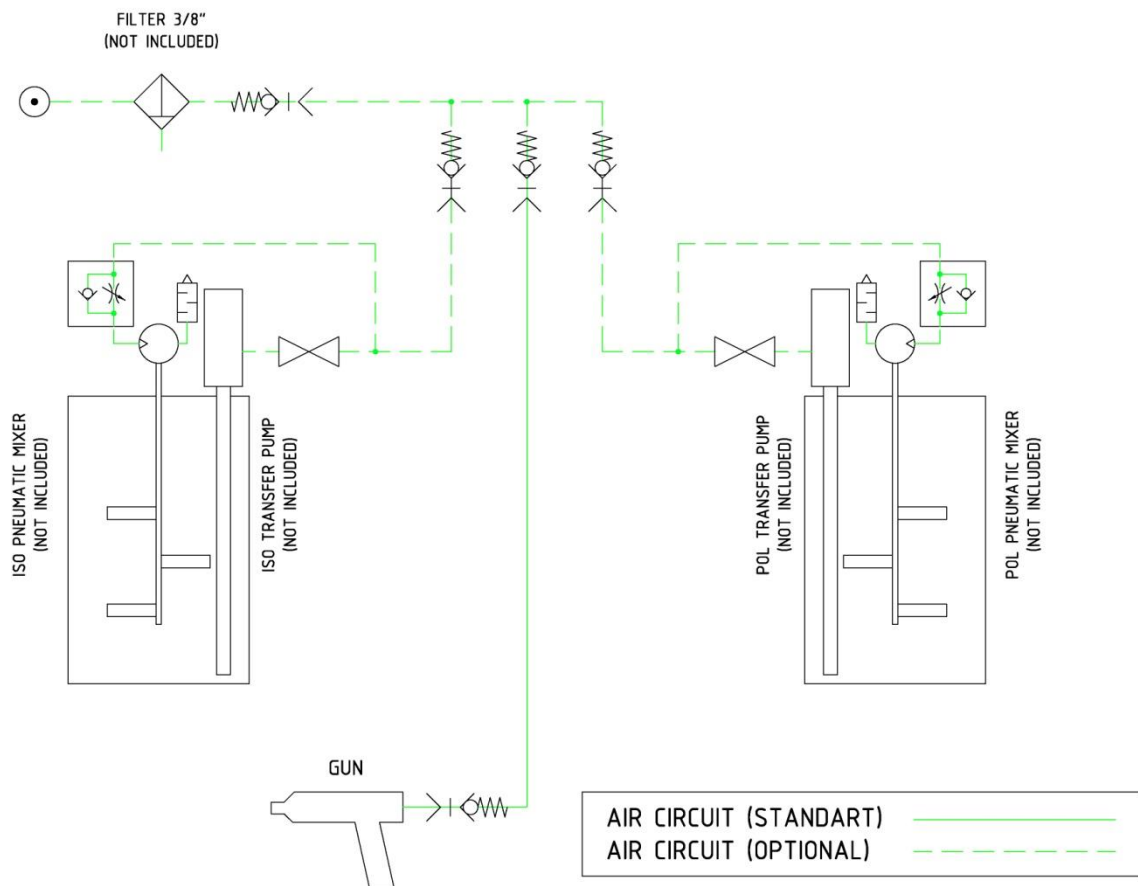 FILTER 3/8"
(NOT INCLUDED)
ISO PNEUMATIC MIXER
(NOT INCLUDED)
ISO TRANSFER PUMP
(NOT INCLUDED)
POL TRANSFER PUMP
(NOT INCLUDED)
POL PNEUMATIC MIXER
(NOT INCLUDED)
GUN
AIR CIRCUIT (STANDART)
AIR CIRCUIT (OPTIONAL)